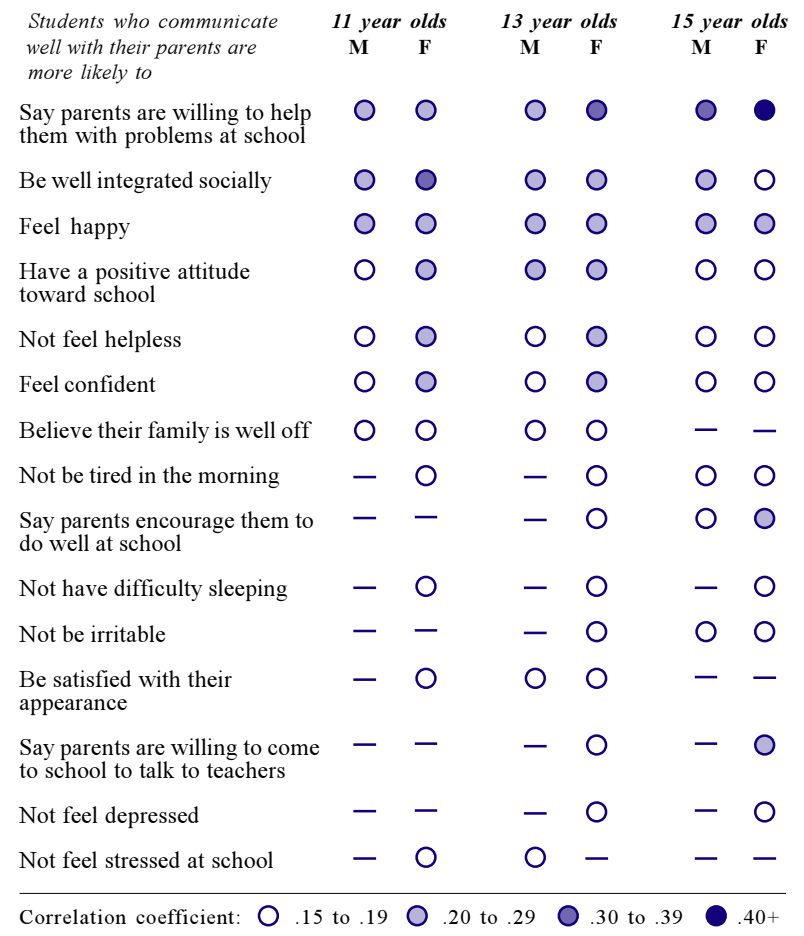 Students who communicate 11 year olds 13 year olds 15 year olds
well with their parents are M F M F M F
more likely to
Say parents are willing to help
them with problems at school
Be well integrated socially
Feel happy
Have a positive attitude
toward school
Not feel helpless
Feel confident
Believe their family is well off — —
Not be tired in the morning — —
Say parents encourage them to — — —
do well at school
Not have difficulty sleeping — — —
Not be irritable — — —
Be satisfied with their — — —
appearance
Say parents are willing to come — — — —
to school to talk to teachers
Not feel depressed — — — —
Not feel stressed at school — — — —
Correlation coefficient: .15 to .19 .20 to .29 .30 to .39 .40+